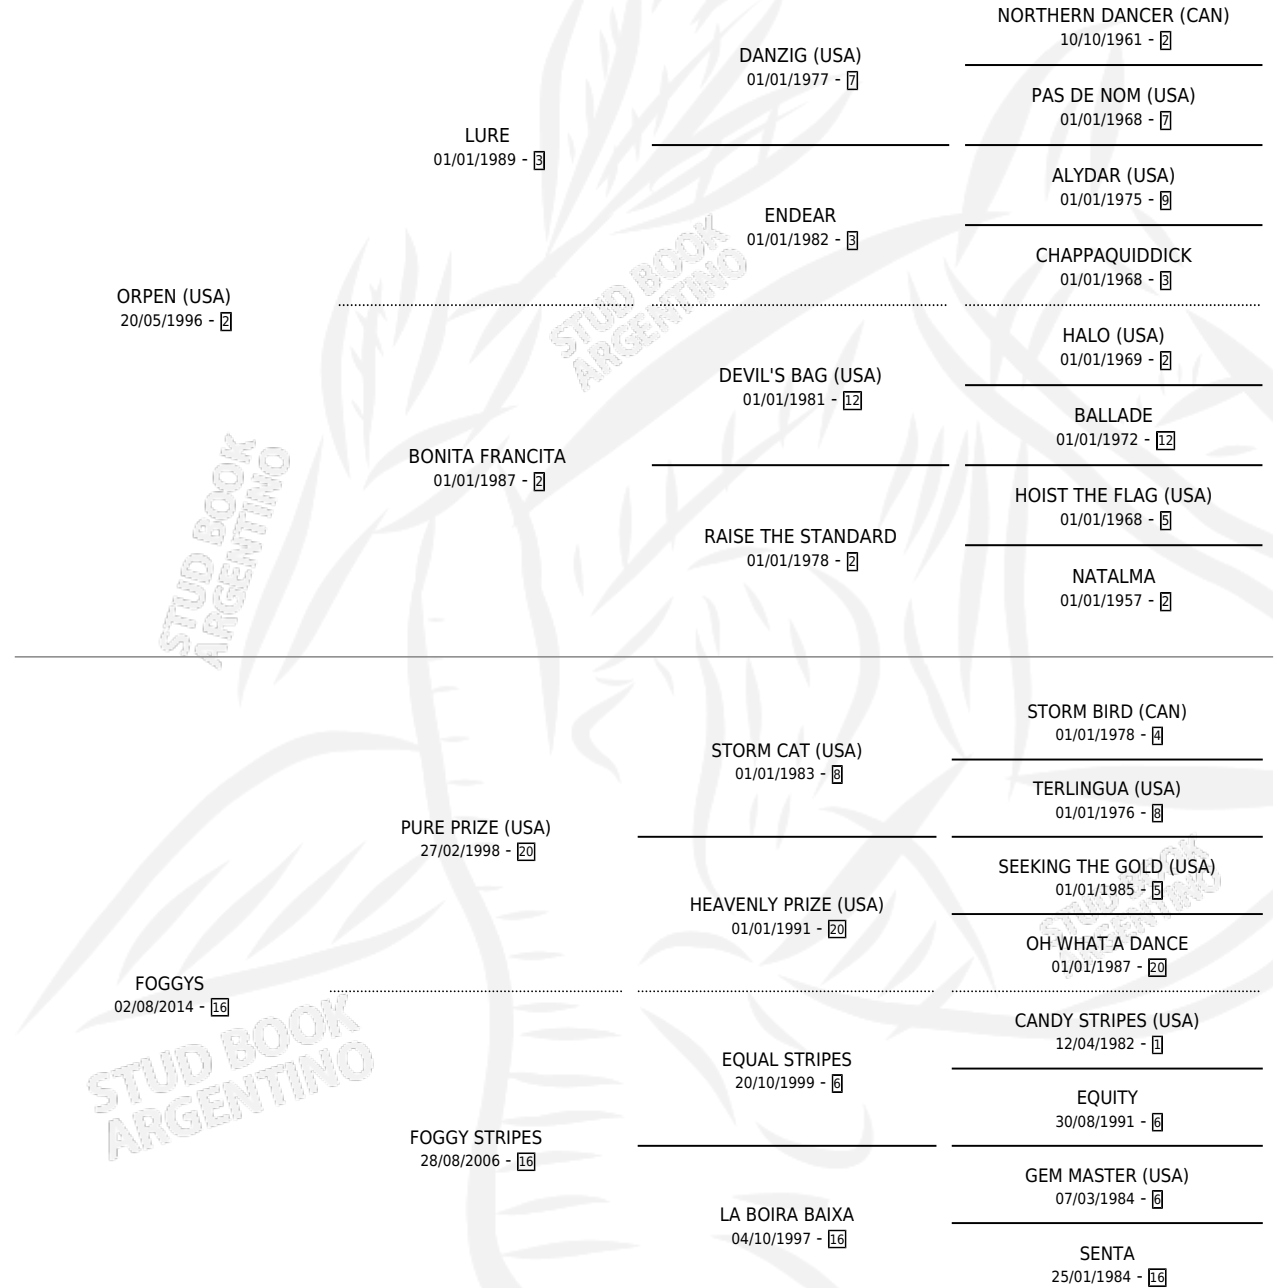 NORTHERN DANCER (CAN)
10/10/1961 - 2
DANZIG (USA)
01/01/1977 - 7
PAS DE NOM (USA)
01/01/1968 - 7
LURE
01/01/1989 - 3
ALYDAR (USA)
01/01/1975 - 9
ENDEAR
01/01/1982 - 3
CHAPPAQUIDDICK
01/01/1968 - 3
ORPEN (USA)
20/05/1996 - 2
HALO (USA)
01/01/1969 - 2
DEVIL'S BAG (USA)
01/01/1981 - 12
BALLADE
01/01/1972 - 12
BONITA FRANCITA
01/01/1987 - 2
HOIST THE FLAG (USA)
01/01/1968 - 5
RAISE THE STANDARD
01/01/1978 - 2
NATALMA
01/01/1957 - 2
STUD BOOK
ARGENTINO
STUD BOOK
ARGENTINO
STORM BIRD (CAN)
01/01/1978 - 4
STORM CAT (USA)
01/01/1983 - 8
TERLINGUA (USA)
01/01/1976 - 8
PURE PRIZE (USA)
27/02/1998 - 20
SEEKING THE GOLD (USA)
01/01/1985 - 5
HEAVENLY PRIZE (USA)
01/01/1991 - 20
OH WHAT A DANCE
01/01/1987 - 20
STUD BOOK
ARGENTINO
FOGGYS
02/08/2014 - 16
CANDY STRIPES (USA)
12/04/1982 - 1
EQUAL STRIPES
20/10/1999 - 6
EQUITY
30/08/1991 - 6
FOGGY STRIPES
28/08/2006 - 16
GEM MASTER (USA)
07/03/1984 - 6
LA BOIRA BAIXA
04/10/1997 - 16
SENTA
25/01/1984 - 16
STUD BOOK
ARGENTINO